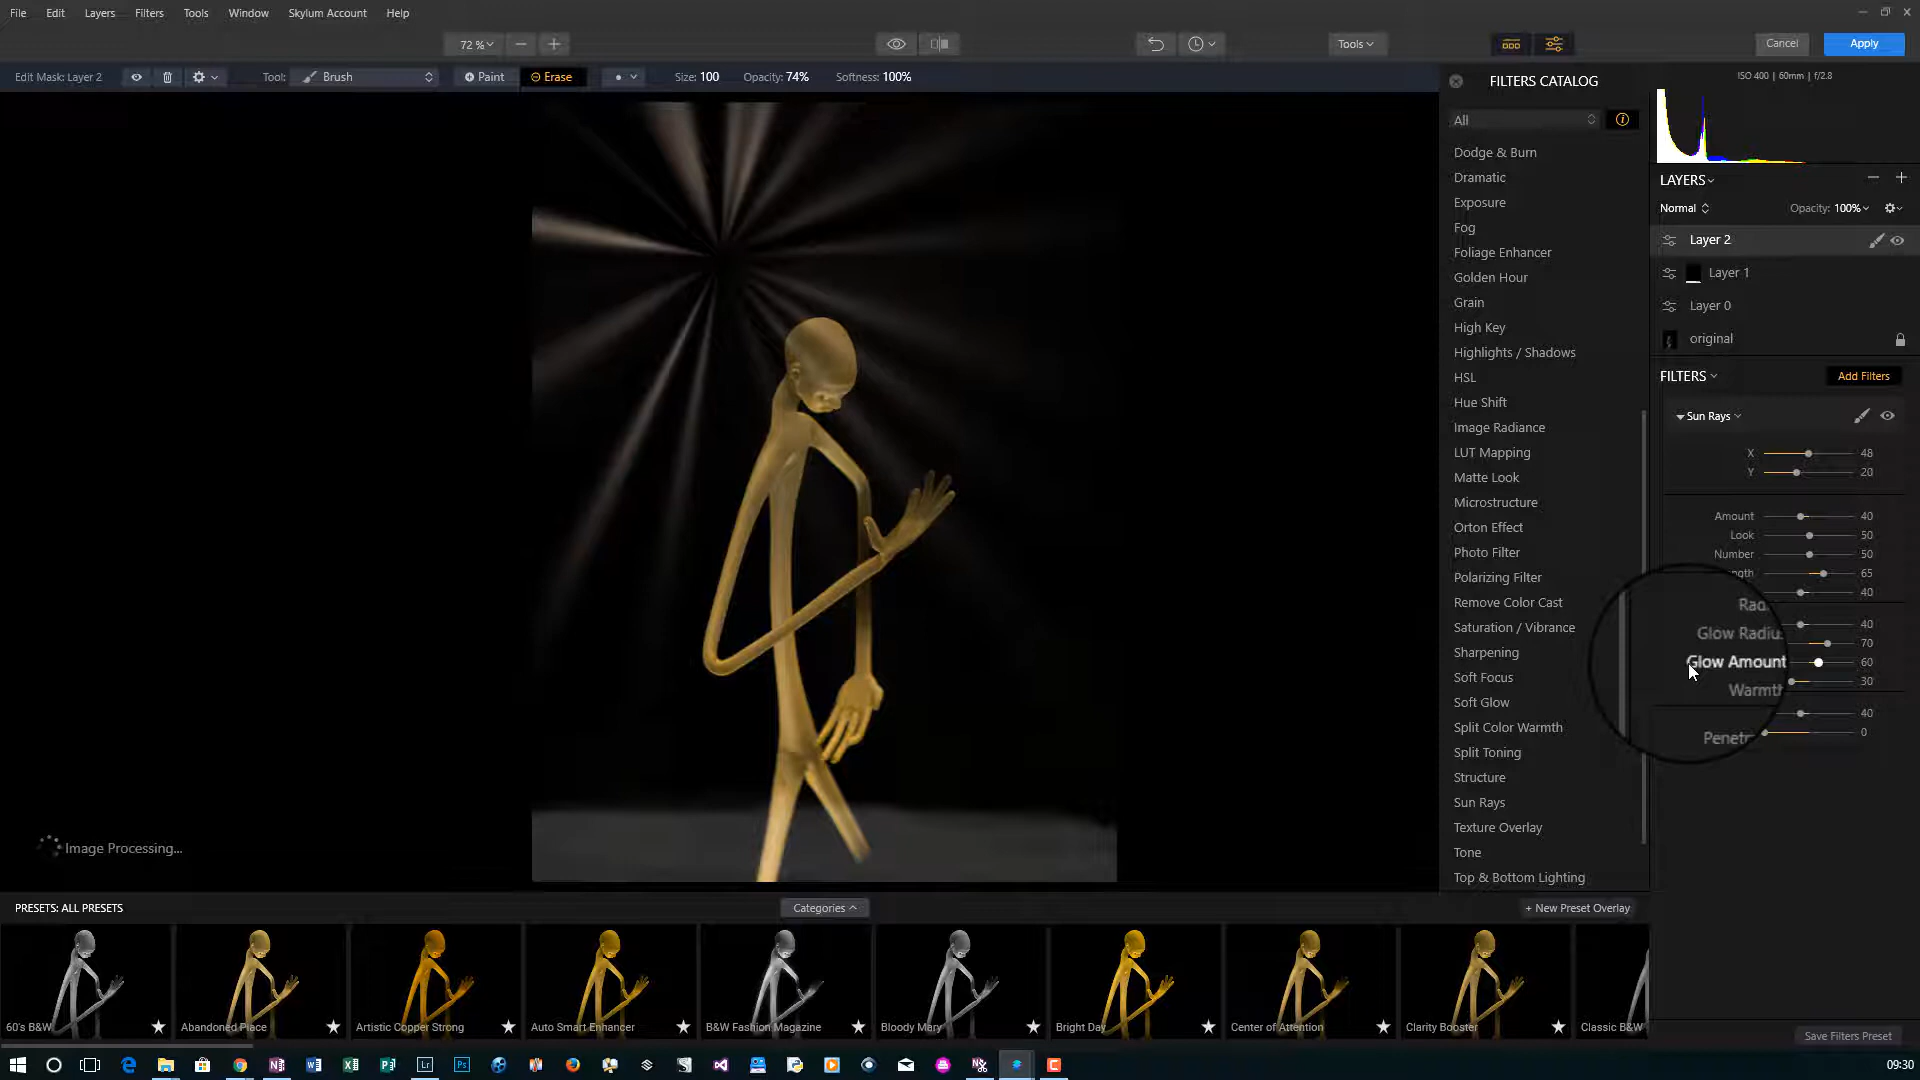 File Edit Layers Filters Tools Window Skylum Account Help
72 % Tools Cancel Apply
Edit Mask: Layer 2 Tool: Brush Paint Erase Size: 100 Opacity: 74% Softness: 100%
FILTERS CATALOG
All
Dodge & Burn
Dramatic
Exposure
Fog
Foliage Enhancer
Golden Hour
Grain
High Key
Highlights / Shadows
HSL
Hue Shift
Image Radiance
LUT Mapping
Matte Look
Microstructure
Orton Effect
Photo Filter
Polarizing Filter
Remove Color Cast
Saturation / Vibrance
Sharpening
Soft Focus
Soft Glow
Split Color Warmth
Split Toning
Structure
Sun Rays
Texture Overlay
Tone
Top & Bottom Lighting
ISO 400 | 60mm | f/2.8
LAYERS
Normal Opacity: 100%
Layer 2
Layer 1
Layer 0
original
FILTERS Add Filters
Sun Rays
X 48
Y 20
Amount 40
Look 50
Number 50
65
40
40
Glow Radiu 70
Glow Amount 60
Warmth 30
40
0
Image Processing...
PRESETS: ALL PRESETS Categories + New Preset Overlay
60's B&W Abandoned Place Artistic Copper Strong Auto Smart Enhancer B&W Fashion Magazine Bloody Mary Bright Day Center of Attention Clarity Booster Classic B&W
Save Filters Preset
09:30